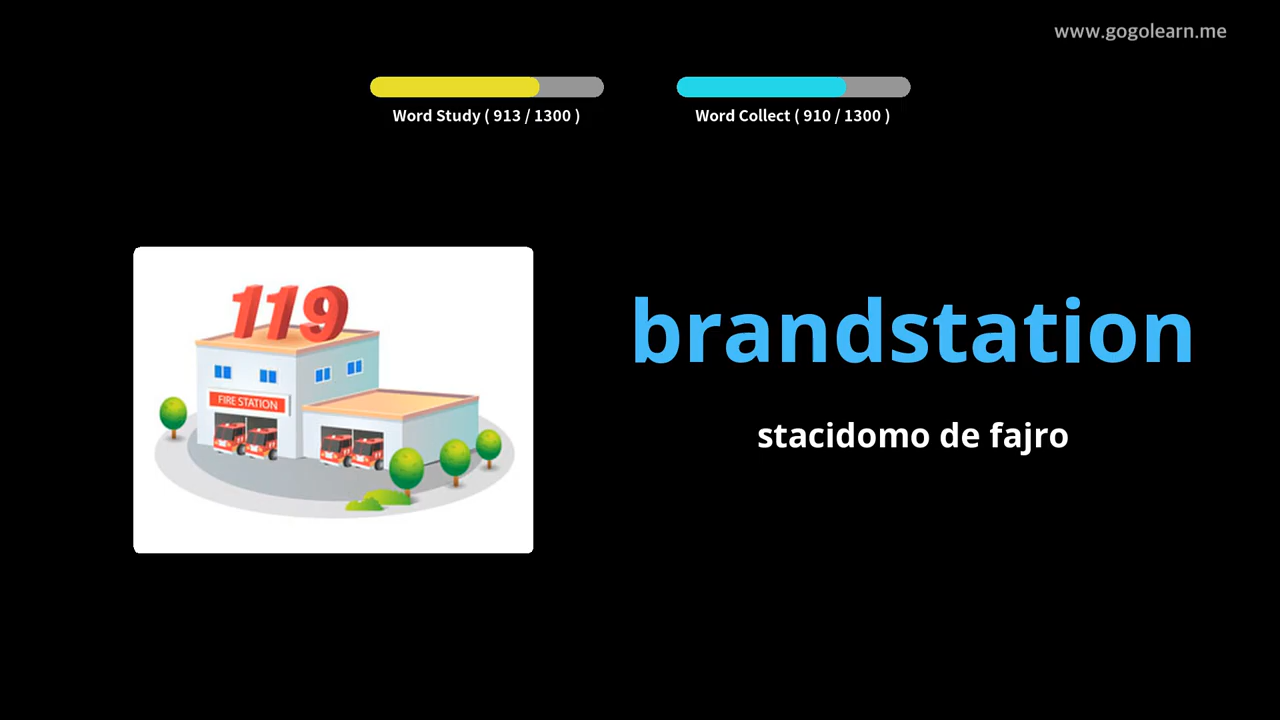 www.gogolearn.me
Word Study ( 913 / 1300 )
Word Collect ( 910 / 1300 )
119
FIRE STATION
brandstation
stacidomo de fajro